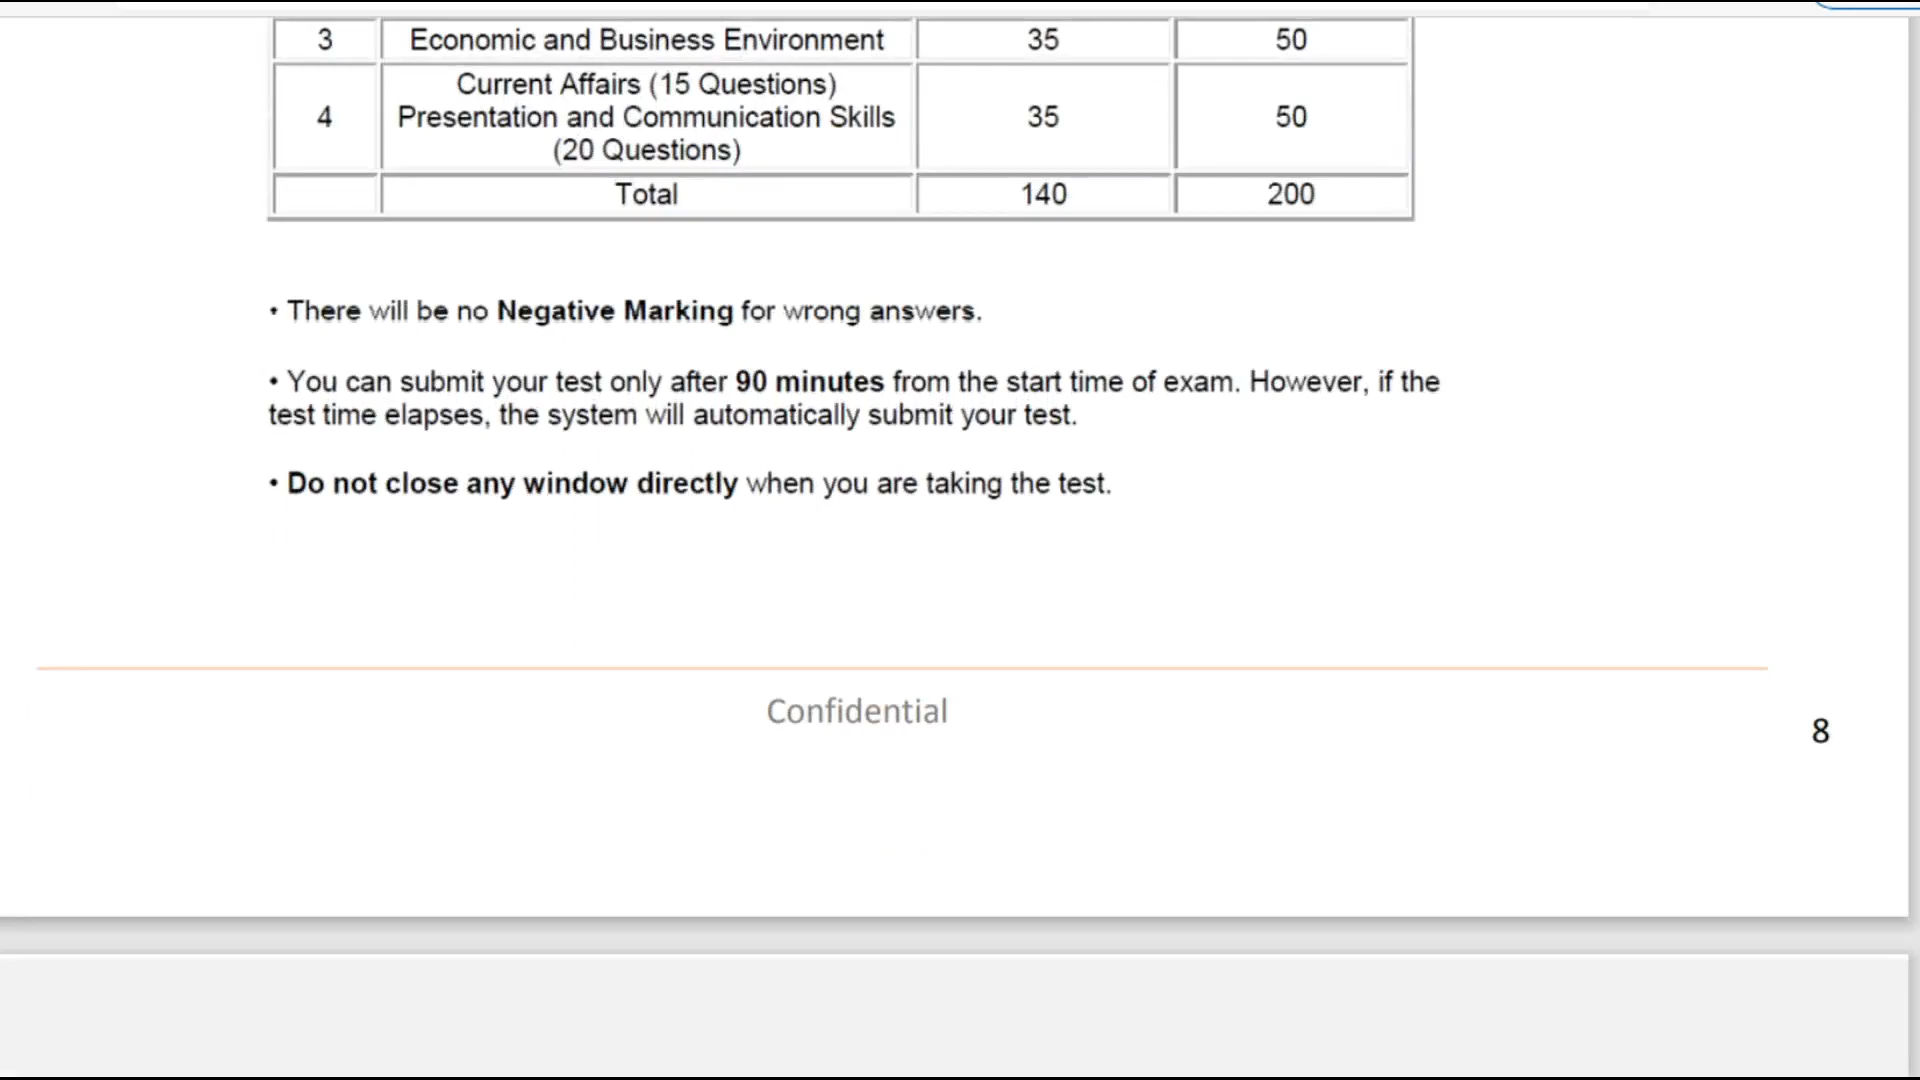 3 Economic and Business Environment 35 50
Current Affairs (15 Questions)
4 Presentation and Communication Skills 35 50
(20 Questions)
Total 140 200
• There will be no Negative Marking for wrong answers.
• You can submit your test only after 90 minutes from the start time of exam. However, if the
test time elapses, the system will automatically submit your test.
• Do not close any window directly when you are taking the test.
Confidential
8